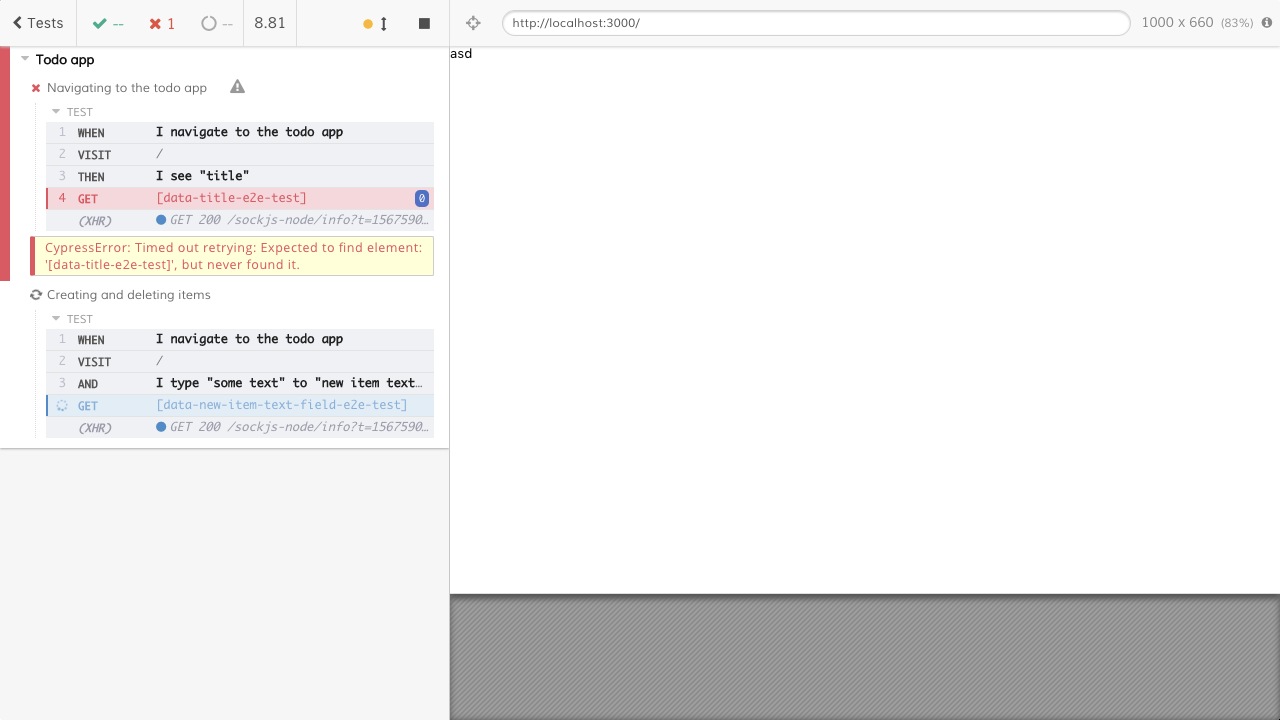 Tests
--
1
--
8.81
http://localhost:3000/
1000 x 660 (83%)
Todo app
Navigating to the todo app
TEST
1 WHEN I navigate to the todo app
2 VISIT /
3 THEN I see "title"
4 GET [data-title-e2e-test] 0
(XHR) GET 200 /sockjs-node/info?t=1567590…
CypressError: Timed out retrying: Expected to find element:
'[data-title-e2e-test]', but never found it.
Creating and deleting items
TEST
1 WHEN I navigate to the todo app
2 VISIT /
3 AND I type "some text" to "new item text…
GET [data-new-item-text-field-e2e-test]
(XHR) GET 200 /sockjs-node/info?t=1567590…
asd